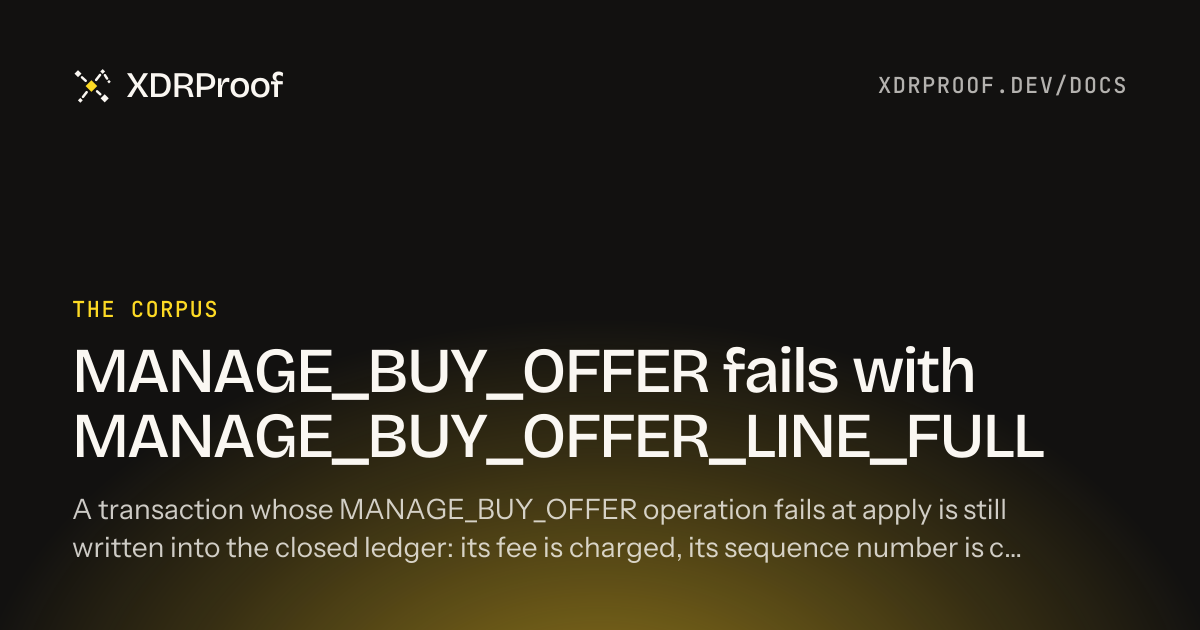 XDRProof
XDRPROOF.DEV/DOCS
THE CORPUS
MANAGE_BUY_OFFER fails with
MANAGE_BUY_OFFER_LINE_FULL
A transaction whose MANAGE_BUY_OFFER operation fails at apply is still
written into the closed ledger: its fee is charged, its sequence number is c...